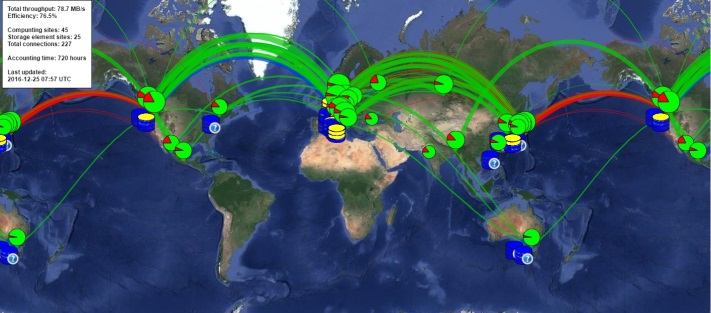 Total throughput: 78.7 MB/s
Efficiency: 76.5%
Computing sites: 45
Storage element sites: 25
Total connections: 227
Accounting time: 720 hours
Last updated:
2016-12-25 07:57 UTC
?
?
?
?
?
?